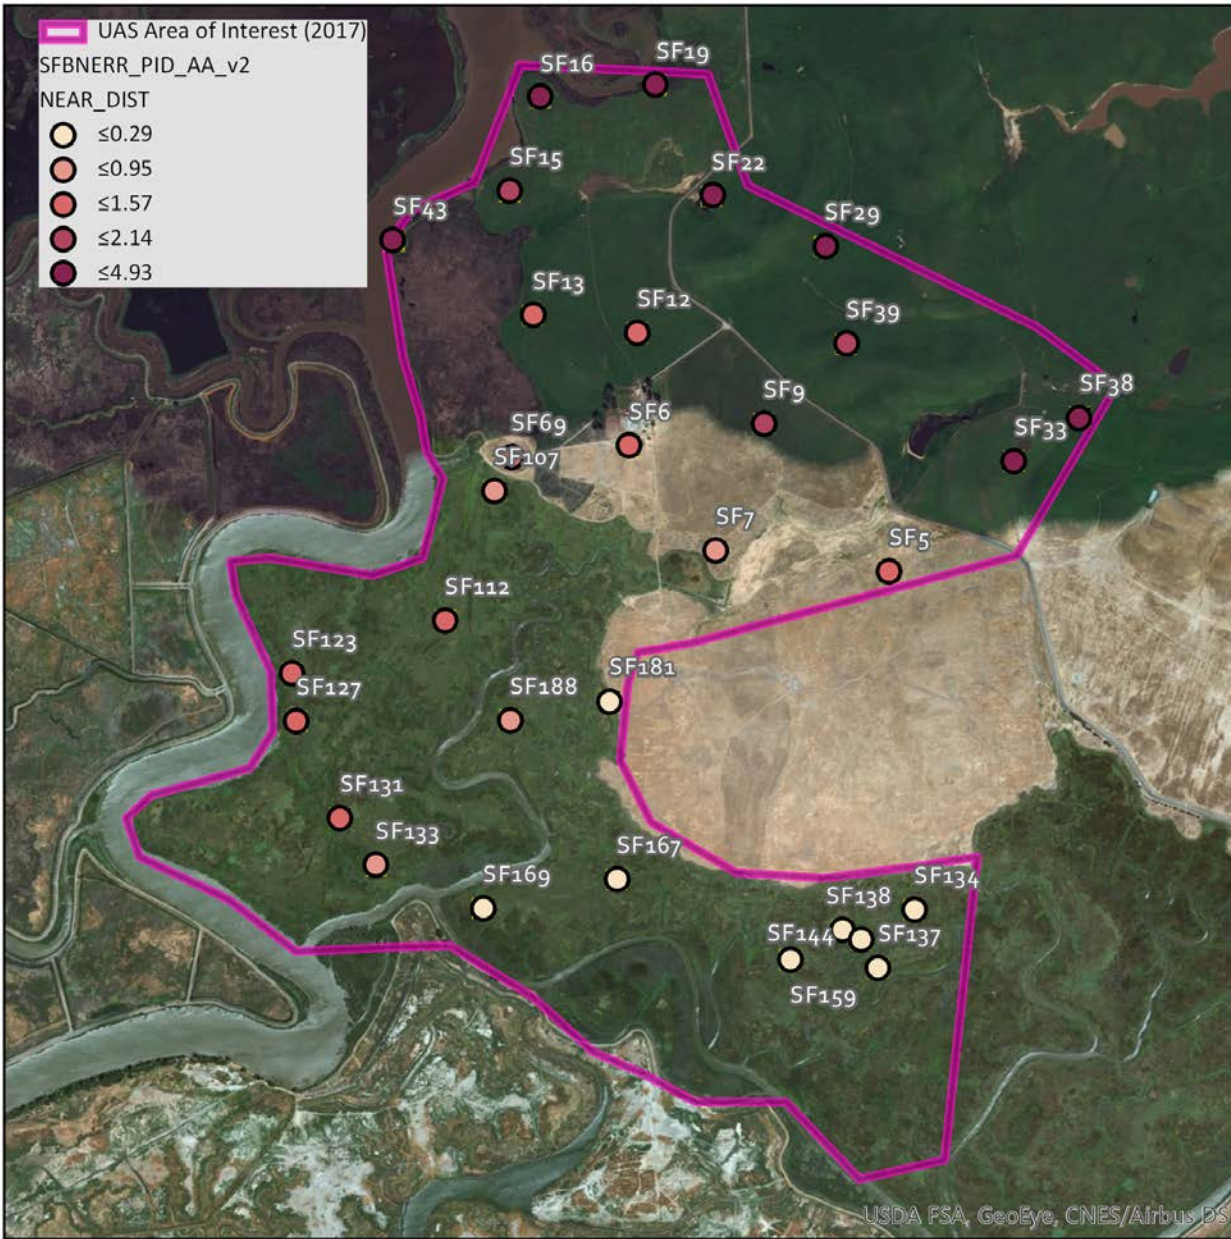 UAS Area of Interest (2017)
SFBNERR_PID_AA_v2
NEAR_DIST
≤0.29
≤0.95
≤1.57
≤2.14
≤4.93
SF16
SF19
SF15
SF22
SF43
SF29
SF13
SF12
SF39
SF38
SF9
SF6
SF69
SF33
SF107
SF7
SF5
SF112
SF123
SF181
SF127
SF188
SF131
SF133
SF167
SF169
SF134
SF138
SF144
SF137
SF159
USDA FSA, GeoEye, CNES/Airbus DS